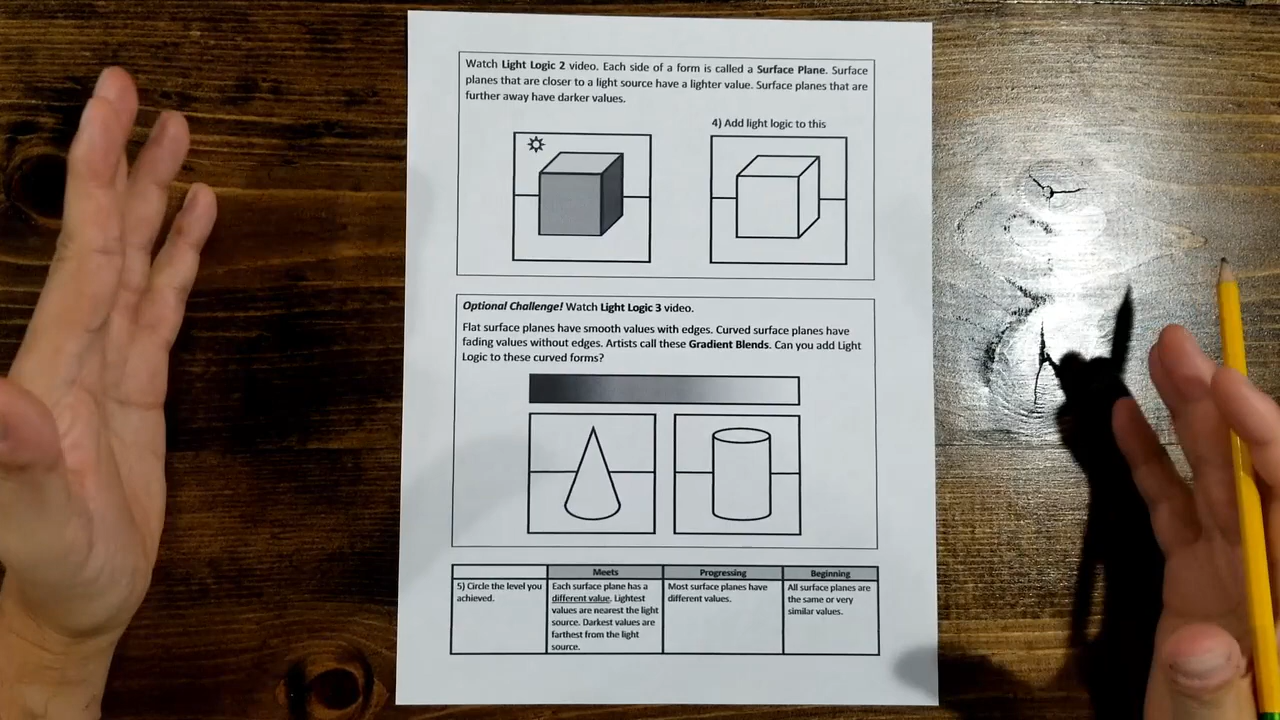 Watch Light Logic 2 video. Each side of a form is called a Surface Plane. Surface
planes that are closer to a light source have a lighter value. Surface planes that are
further away have darker values.
4) Add light logic to this
Optional Challenge! Watch Light Logic 3 video.
Flat surface planes have smooth values with edges. Curved surface planes have
fading values without edges. Artists call these Gradient Blends. Can you add Light
Logic to these curved forms?
Meets
Progressing
Beginning
5) Circle the level you
achieved.
Each surface plane has a
different value. Lightest
values are nearest the light
source. Darkest values are
farthest from the light
source.
Most surface planes have
different values.
All surface planes are
the same or very
similar values.